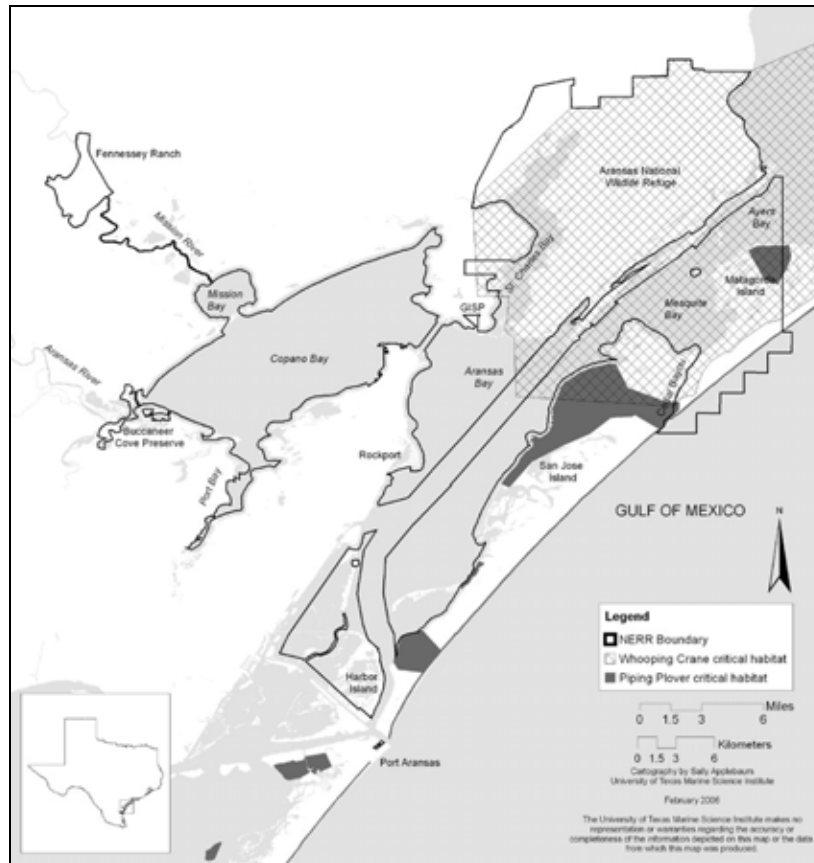 Fennessey Ranch
Mission River
Mission
Bay
Aransas River
Copano Bay
Buccaneer
Cove Preserve
Port Bay
Rockport
Aransas
Bay
GISP
St. Charles Bay
Aransas National
Wildlife Refuge
Ayers
Bay
Matagorda
Island
Mesquite
Bay
Cedar Bayou
San Jose
Island
Harbor
Island
Port Aransas
GULF OF MEXICO
N
Legend
NERR Boundary
Whooping Crane critical habitat
Piping Plover critical habitat
Miles
0 1.5 3 6
Kilometers
0 1.5 3 6
Cartography by Sally Applebaum
University of Texas Marine Science Institute
February 2006
The University of Texas Marine Science Institute makes no
representation or warranties regarding the accuracy or
completeness of the information depicted on this map or the data
from which this map was produced.